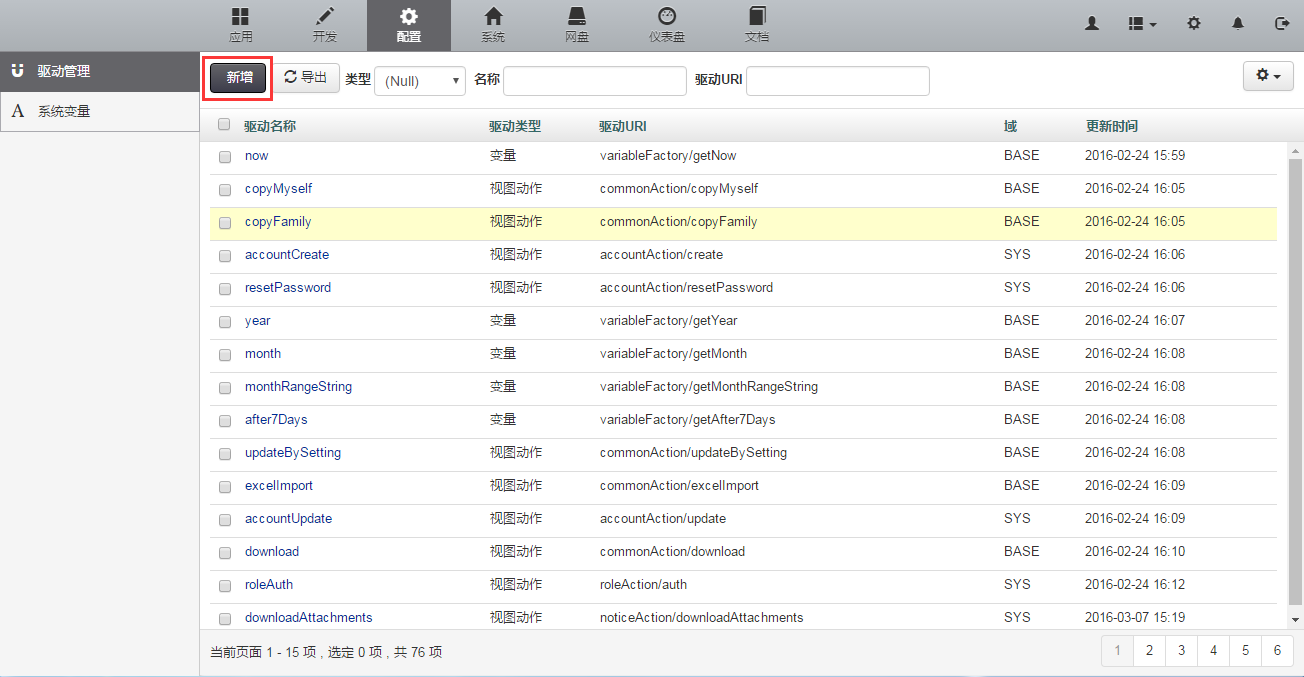 应用 开发 配置 系统 网盘 仪表盘 文档
驱动管理
A 系统变量
新增 导出 类型 (Null) 名称 驱动URI
驱动名称 驱动类型 驱动URI 域 更新时间
now 变量 variableFactory/getNow BASE 2016-02-24 15:59
copyMyself 视图动作 commonAction/copyMyself BASE 2016-02-24 16:05
copyFamily 视图动作 commonAction/copyFamily BASE 2016-02-24 16:05
accountCreate 视图动作 accountAction/create SYS 2016-02-24 16:06
resetPassword 视图动作 accountAction/resetPassword SYS 2016-02-24 16:06
year 变量 variableFactory/getYear BASE 2016-02-24 16:07
month 变量 variableFactory/getMonth BASE 2016-02-24 16:08
monthRangeString 变量 variableFactory/getMonthRangeString BASE 2016-02-24 16:08
after7Days 变量 variableFactory/getAfter7Days BASE 2016-02-24 16:08
updateBySetting 视图动作 commonAction/updateBySetting BASE 2016-02-24 16:08
excelImport 视图动作 commonAction/excelImport BASE 2016-02-24 16:09
accountUpdate 视图动作 accountAction/update SYS 2016-02-24 16:09
download 视图动作 commonAction/download BASE 2016-02-24 16:10
roleAuth 视图动作 roleAction/auth SYS 2016-02-24 16:12
downloadAttachments 视图动作 noticeAction/downloadAttachments SYS 2016-03-07 15:19
当前页面 1 - 15 项 , 选定 0 项 , 共 76 项 1 2 3 4 5 6